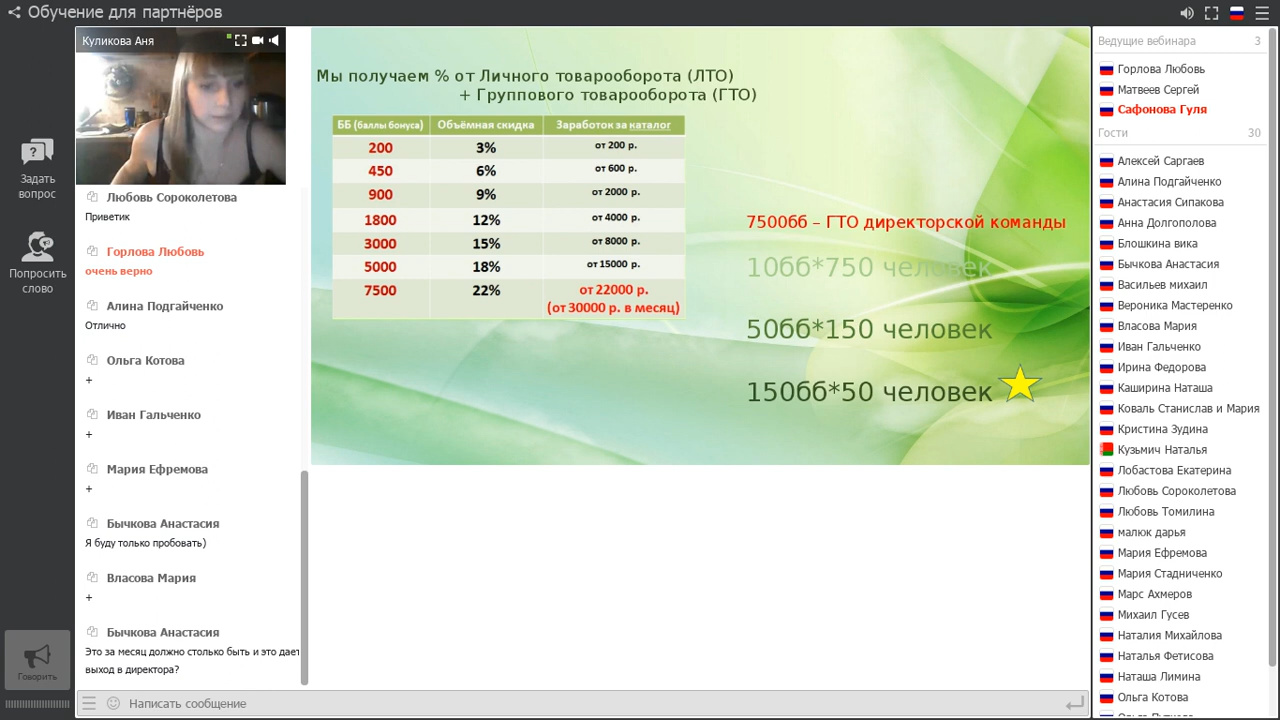 Обучение для партнёров
Задать
вопрос
Попросить
слово
Говорить
Куликова Аня
Любовь Сороколетова
Приветик
Горлова Любовь
очень верно
Алина Подгайченко
Отлично
Ольга Котова
+
Иван Гальченко
+
Мария Ефремова
+
Бычкова Анастасия
Я буду только пробовать)
Власова Мария
+
Бычкова Анастасия
Это за месяц должно столько быть и это дает
выход в директора?
Написать сообщение
Мы получаем % от Личного товарооборота (ЛТО)
+ Группового товарооборота (ГТО)
ББ (баллы бонуса) Объёмная скидка Заработок за каталог
200 3% от 200 р.
450 6% от 600 р.
900 9% от 2000 р.
1800 12% от 4000 р.
3000 15% от 8000 р.
5000 18% от 15000 р.
7500 22% от 22000 р.
(от 30000 р. в месяц)
7500бб – ГТО директорской команды
10бб*750 человек
50бб*150 человек
150бб*50 человек
Ведущие вебинара 3
Горлова Любовь
Матвеев Сергей
Сафонова Гуля
Гости 30
Алексей Саргаев
Алина Подгайченко
Анастасия Сипакова
Анна Долгополова
Блошкина вика
Бычкова Анастасия
Васильев михаил
Вероника Мастеренко
Власова Мария
Иван Гальченко
Ирина Федорова
Каширина Наташа
Коваль Станислав и Мария
Кристина Зудина
Кузьмич Наталья
Лобастова Екатерина
Любовь Сороколетова
Любовь Томилина
малюк дарья
Мария Ефремова
Мария Стадниченко
Марс Ахмеров
Михаил Гусев
Наталия Михайлова
Наталья Фетисова
Наташа Лимина
Ольга Котова